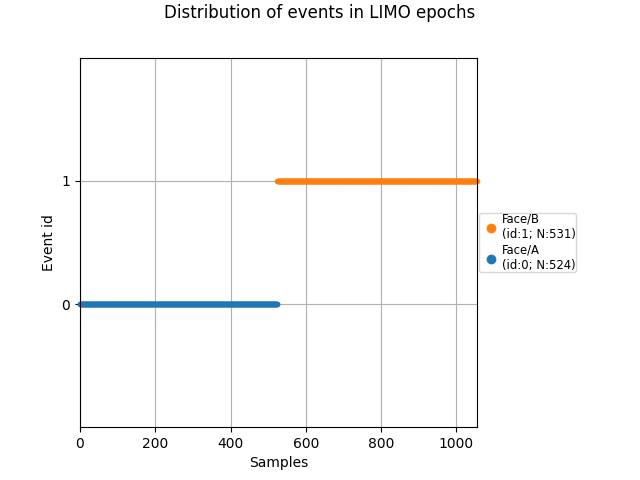 Distribution of events in LIMO epochs
Event id
1
0
0
200
400
600
800
1000
Samples
Face/B
(id:1; N:531)
Face/A
(id:0; N:524)